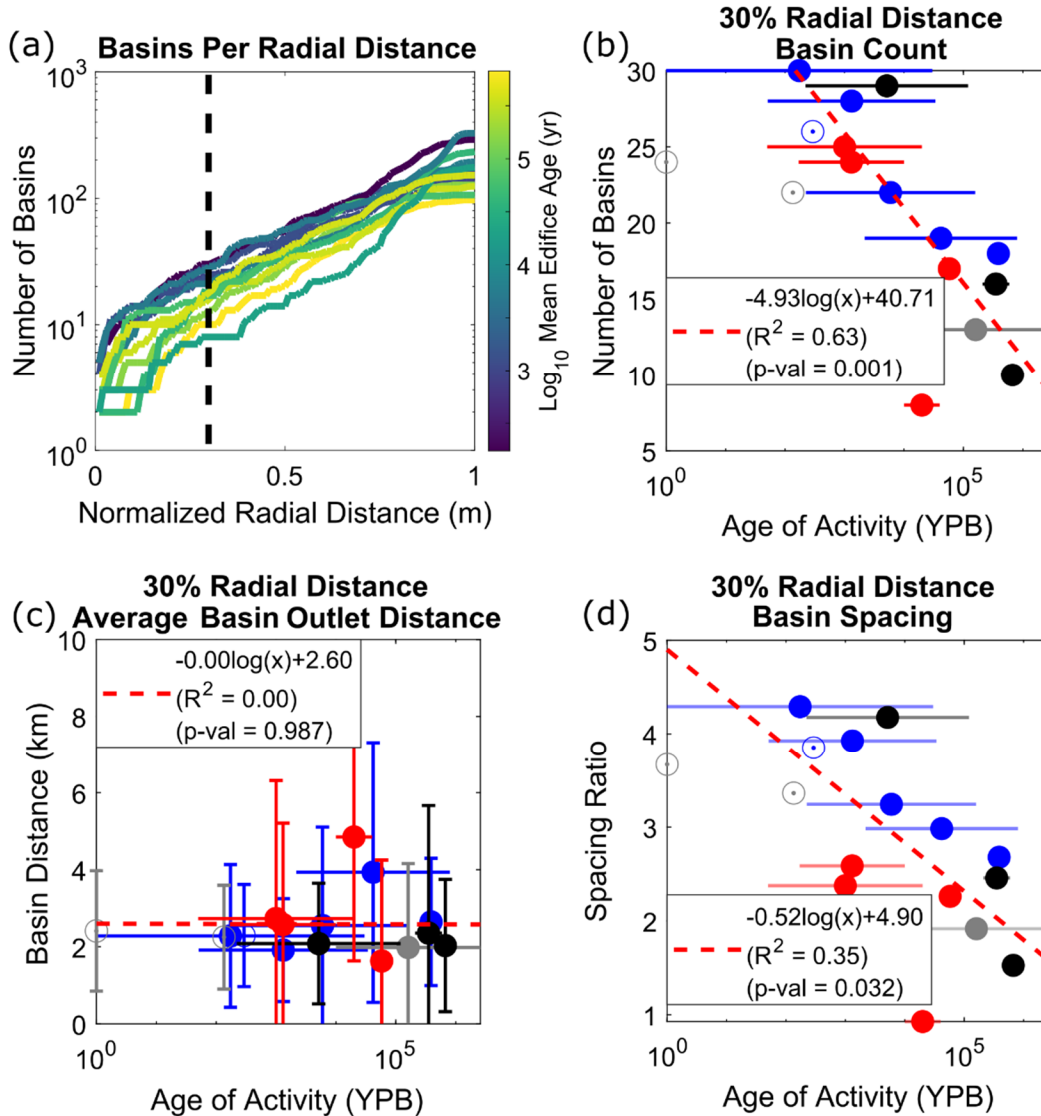 (a)
Basins Per Radial Distance
10^3
10^2
10^1
10^0
Number of Basins
0
0.5
1
Normalized Radial Distance (m)
5
4
3
Log_10 Mean Edifice Age (yr)
(b)
30% Radial Distance
Basin Count
30
25
20
15
10
5
Number of Basins
-4.93log(x)+40.71
(R^2 = 0.63)
(p-val = 0.001)
10^0
10^5
Age of Activity (YPB)
(c)
30% Radial Distance
Average Basin Outlet Distance
10
8
6
4
2
0
Basin Distance (km)
-0.00log(x)+2.60
(R^2 = 0.00)
(p-val = 0.987)
10^0
10^5
Age of Activity (YPB)
(d)
30% Radial Distance
Basin Spacing
5
4
3
2
1
Spacing Ratio
-0.52log(x)+4.90
(R^2 = 0.35)
(p-val = 0.032)
10^0
10^5
Age of Activity (YPB)